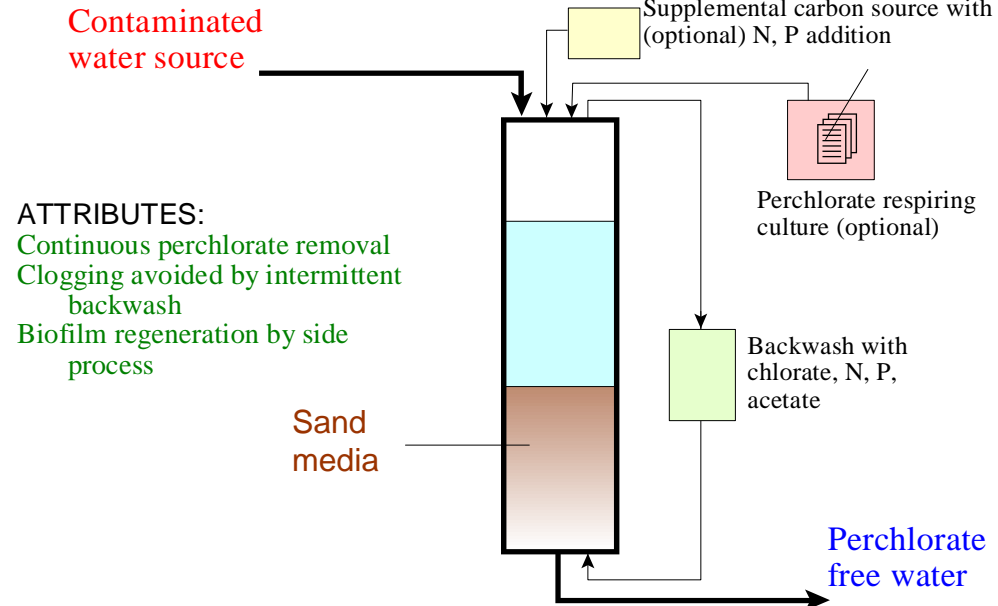 Contaminated
water source
Supplemental carbon source with
(optional) N, P addition
Perchlorate respiring
culture (optional)
ATTRIBUTES:
Continuous perchlorate removal
Clogging avoided by intermittent
backwash
Biofilm regeneration by side
process
Backwash with
chlorate, N, P,
acetate
Sand
media
Perchlorate
free water